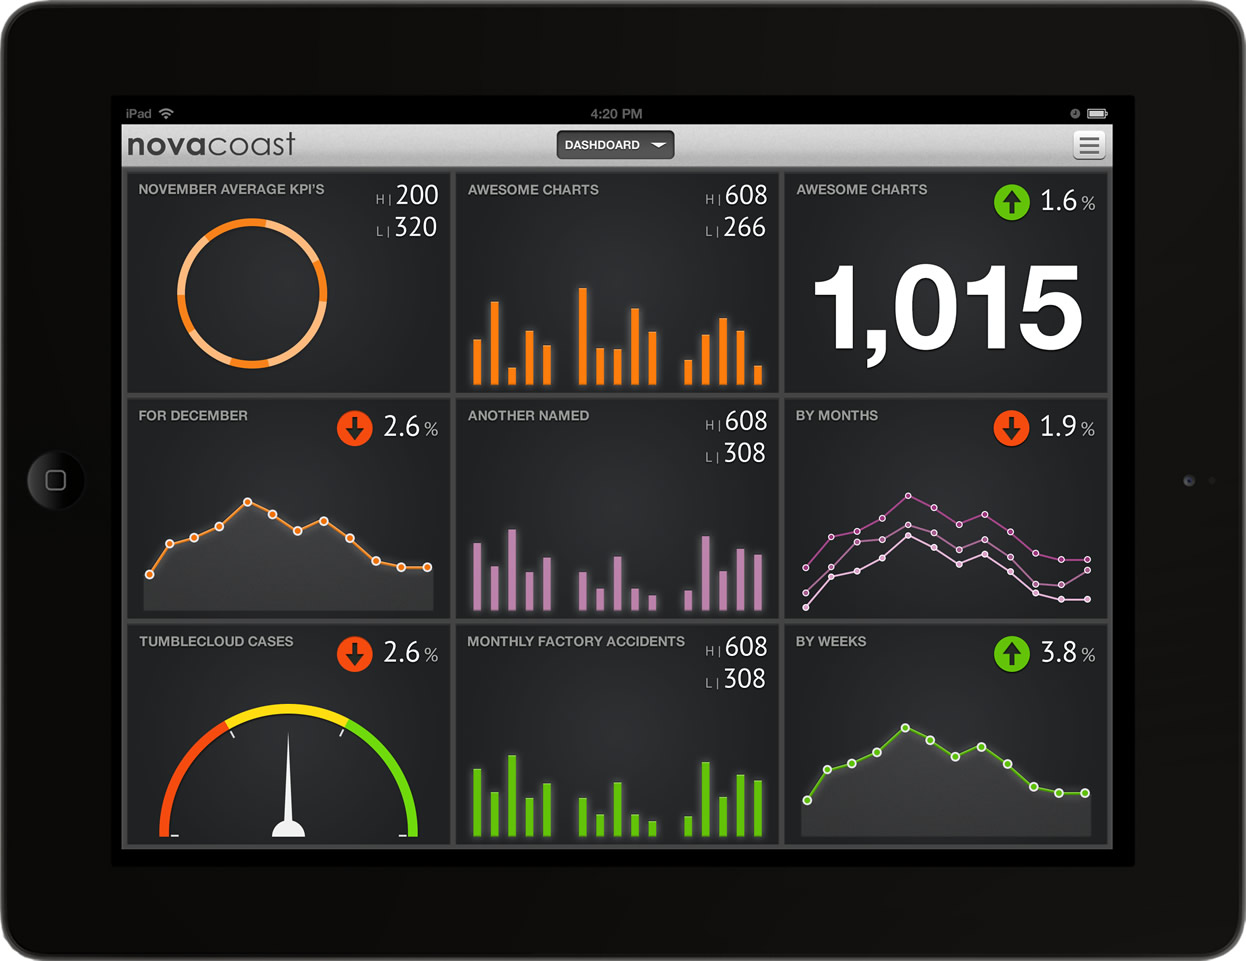 iPad
4:20 PM
novacoast
DASHDOARD
NOVEMBER AVERAGE KPI'S
H | 200
L | 320
AWESOME CHARTS
H | 608
L | 266
AWESOME CHARTS
1.6 %
1,015
FOR DECEMBER
2.6 %
ANOTHER NAMED
H | 608
L | 308
BY MONTHS
1.9 %
TUMBLECLOUD CASES
2.6 %
MONTHLY FACTORY ACCIDENTS
H | 608
L | 308
BY WEEKS
3.8 %